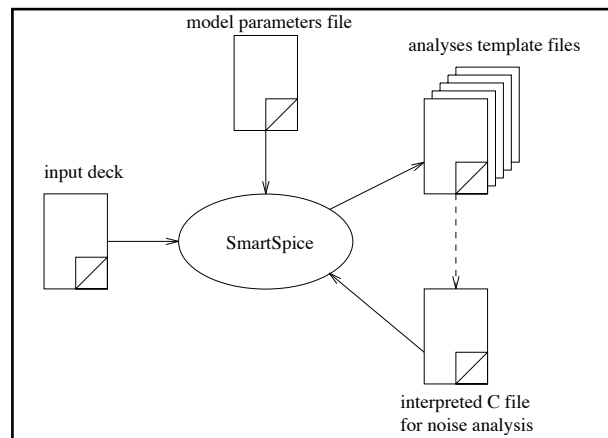 model parameters file
analyses template files
input deck
SmartSpice
interpreted C file
for noise analysis